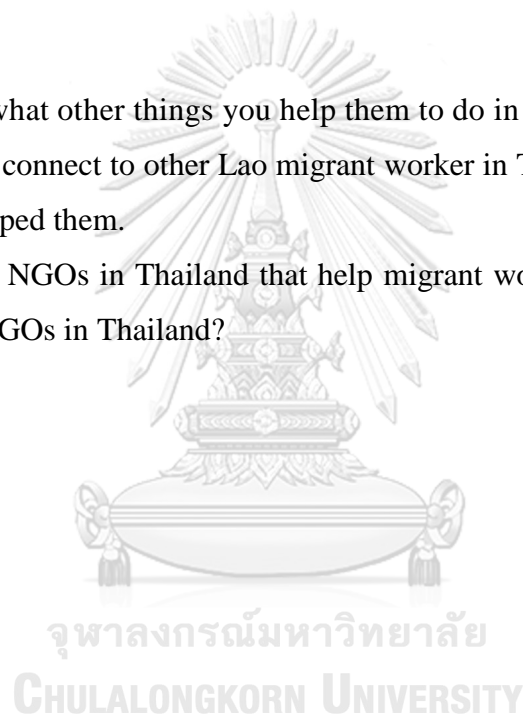 what other things you help them to do in
connect to other Lao migrant worker in T
ped them.
NGOs in Thailand that help migrant wo
GOs in Thailand?
จุฬาลงกรณ์มหาวิทยาลัย
CHULALONGKORN UNIVERSITY